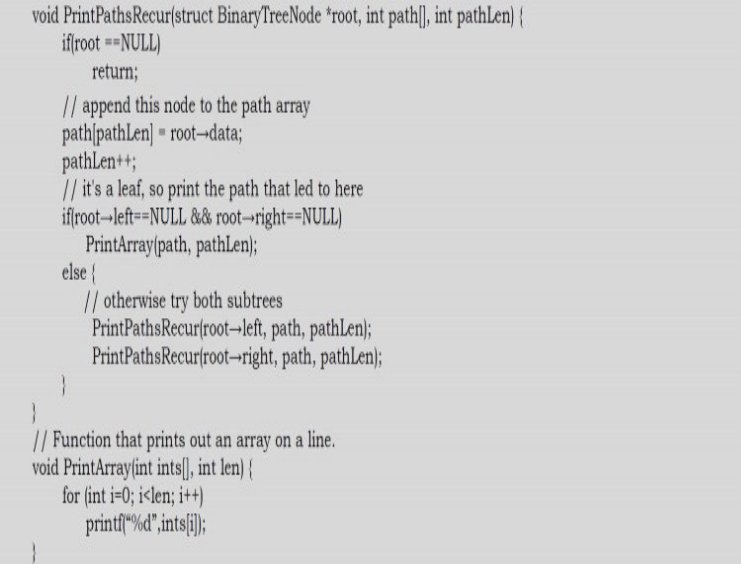 void PrintPathsRecur(struct BinaryTreeNode *root, int path[], int pathLen) {
if(root ==NULL)
return;
// append this node to the path array
path[pathLen] = root→data;
pathLen++;
// it's a leaf, so print the path that led to here
if(root→left==NULL && root→right==NULL)
PrintArray(path, pathLen);
else {
// otherwise try both subtrees
PrintPathsRecur(root→left, path, pathLen);
PrintPathsRecur(root→right, path, pathLen);
}
}
// Function that prints out an array on a line.
void PrintArray(int ints[], int len) {
for (int i=0; i<len; i++)
printf(“%d”,ints[i]);
}